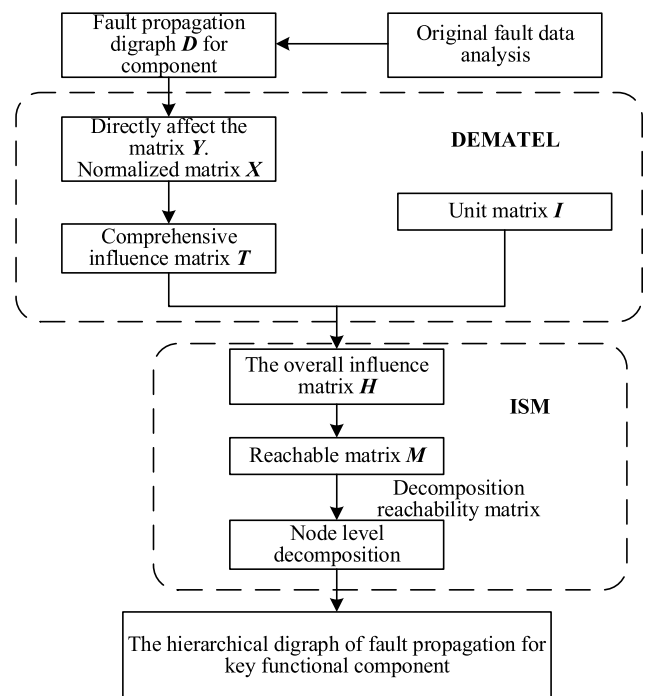 Fault propagation
digraph D for
component
Original fault data
analysis
Directly affect the
matrix Y.
Normalized matrix X
DEMATEL
Unit matrix I
Comprehensive
influence matrix T
The overall influence
matrix H
ISM
Reachable matrix M
Decomposition
reachability matrix
Node level
decomposition
The hierarchical digraph of fault propagation for
key functional component